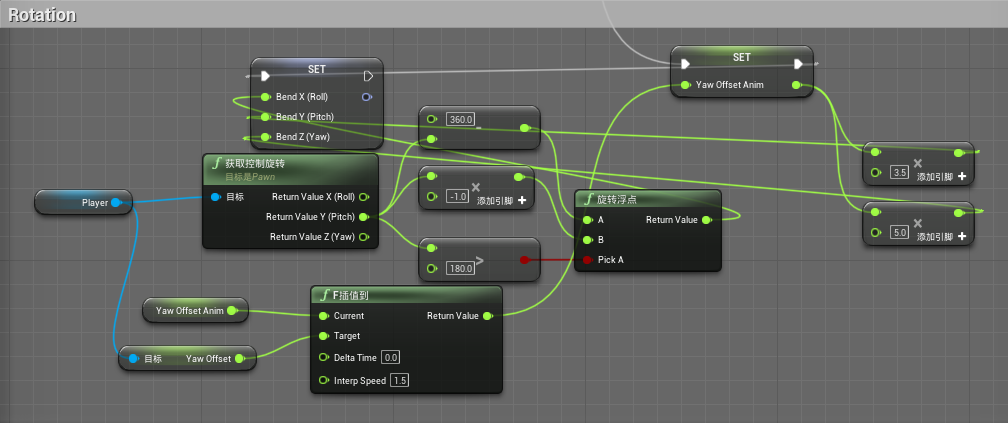 Rotation
SET
Bend X (Roll)
Bend Y (Pitch)
Bend Z (Yaw)
SET
Yaw Offset Anim
360.0
-
获取控制旋转
目标是Pawn
目标
Return Value X (Roll)
Return Value Y (Pitch)
Return Value Z (Yaw)
Player
×
-1.0
添加引脚 +
旋转浮点
A
Return Value
B
Pick A
×
3.5
添加引脚 +
×
5.0
添加引脚 +
>
180.0
F插值到
Current
Return Value
Target
Delta Time 0.0
Interp Speed 1.5
Yaw Offset Anim
目标
Yaw Offset